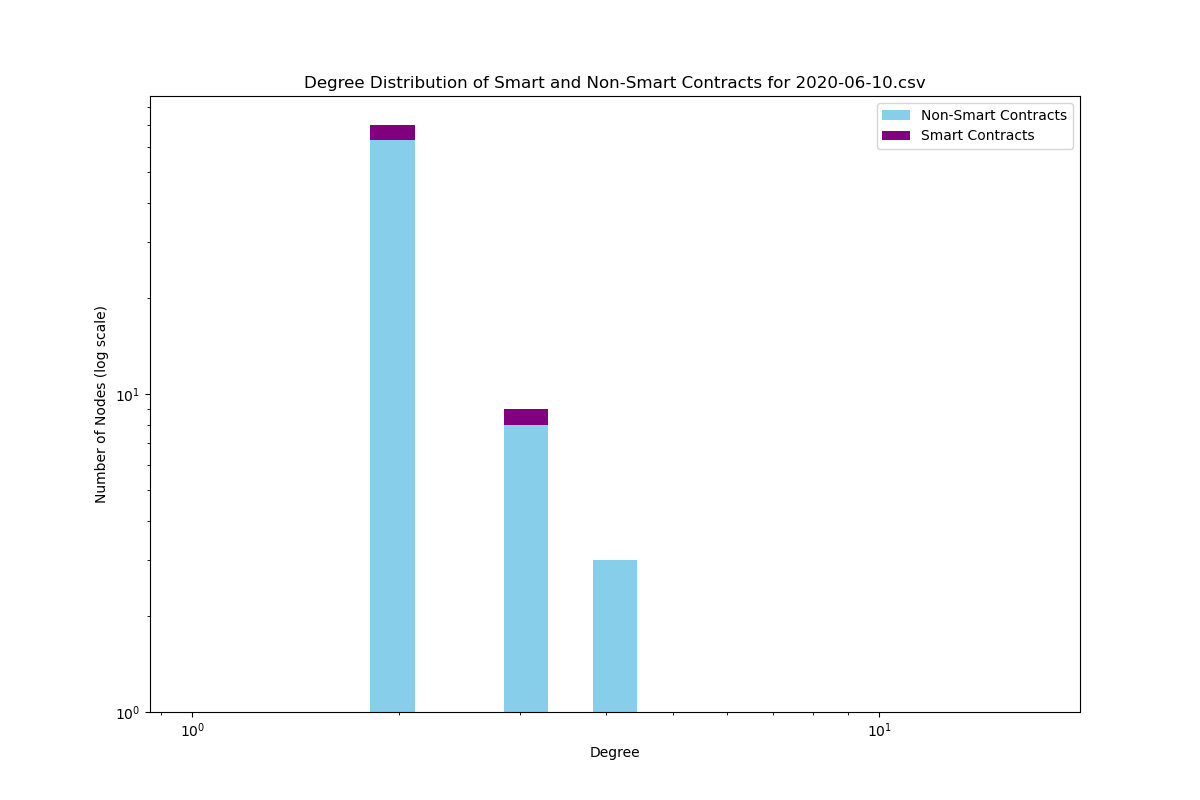 Degree Distribution of Smart and Non-Smart Contracts for 2020-06-10.csv
Non-Smart Contracts
Smart Contracts
Number of Nodes (log scale)
10¹
10⁰
10⁰ 10¹
Degree